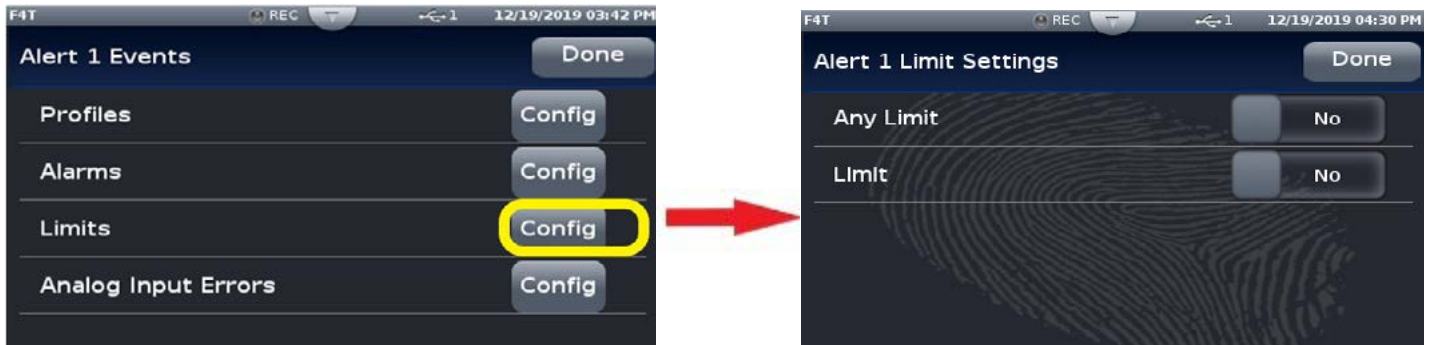 F4T REC 1 12/19/2019 03:42 PM
Alert 1 Events Done
Profiles Config
Alarms Config
Limits Config
Analog Input Errors Config
F4T REC 1 12/19/2019 04:30 PM
Alert 1 Limit Settings Done
Any Limit No
Limit No